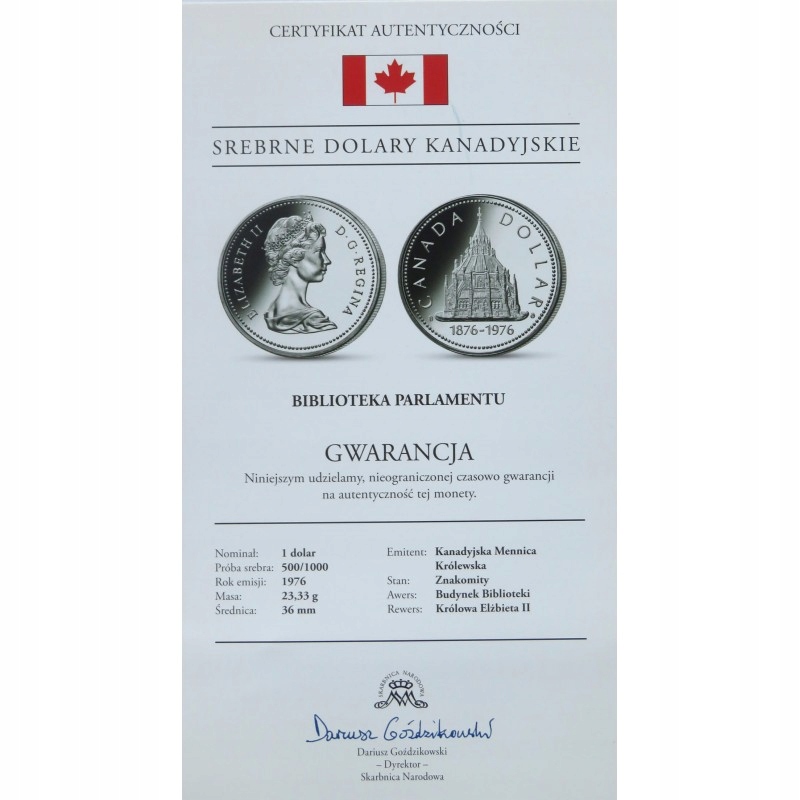 CERTYFIKAT AUTENTYCZNOŚCI
SREBRNE DOLARY KANADYJSKIE
ELIZABETH II D·G·REGINA
CANADA DOLLAR
1876-1976
BIBLIOTEKA PARLAMENTU
GWARANCJA
Niniejszym udzielamy, nieograniczonej czasowo gwarancji
na autentyczność tej monety.
Nominał: 1 dolar
Próba srebra: 500/1000
Rok emisji: 1976
Masa: 23,33 g
Średnica: 36 mm
Emitent: Kanadyjska Mennica
Królewska
Stan: Znakomity
Awers: Budynek Biblioteki
Rewers: Królowa Elżbieta II
SKARBNICA NARODOWA
Dariusz Goździkowski
Dariusz Goździkowski
– Dyrektor –
Skarbnica Narodowa